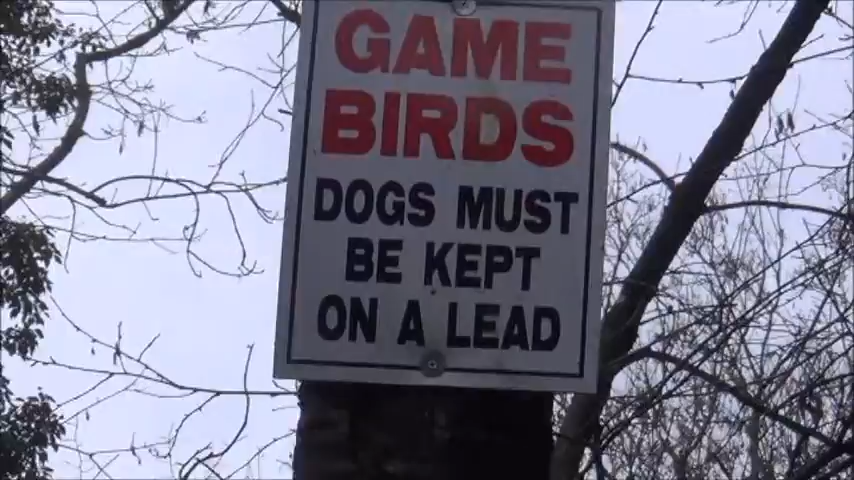 GAME
BIRDS
DOGS MUST
BE KEPT
ON A LEAD